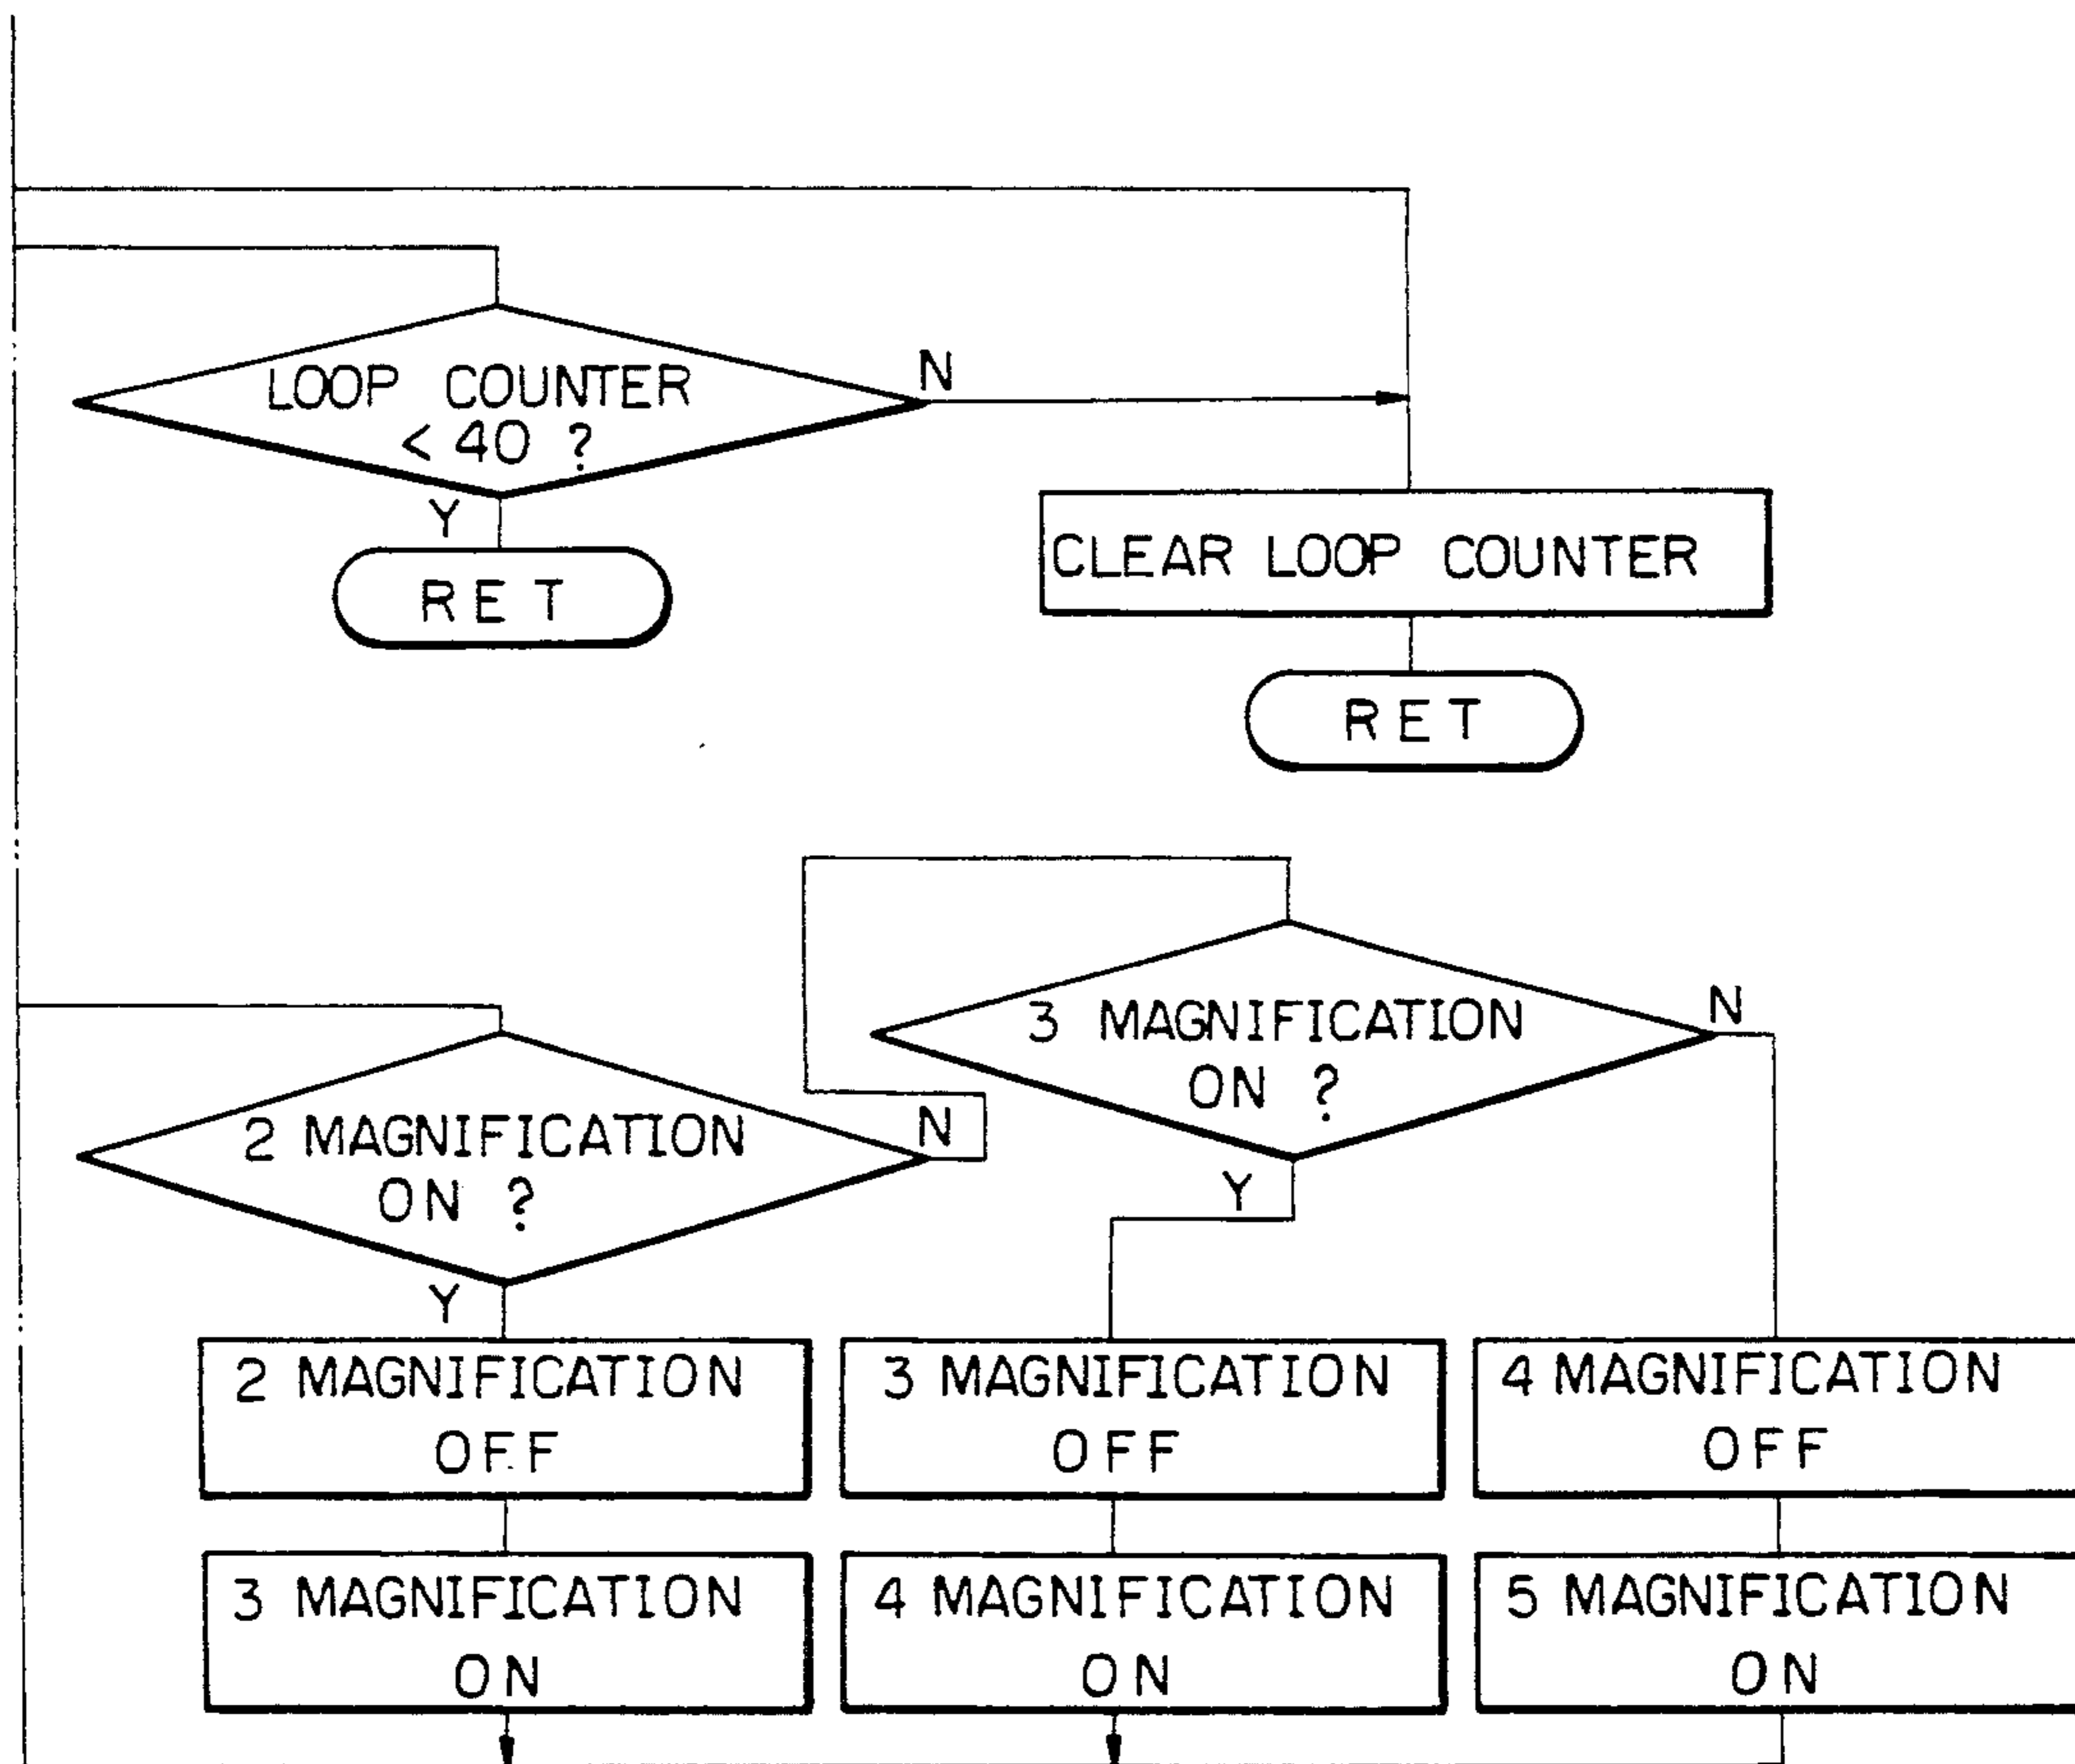 LOOP COUNTER
< 40 ?
N
Y
RET
CLEAR LOOP COUNTER
RET
2 MAGNIFICATION
ON ?
N
Y
3 MAGNIFICATION
ON ?
N
Y
2 MAGNIFICATION
OFF
3 MAGNIFICATION
OFF
4 MAGNIFICATION
OFF
3 MAGNIFICATION
ON
4 MAGNIFICATION
ON
5 MAGNIFICATION
ON